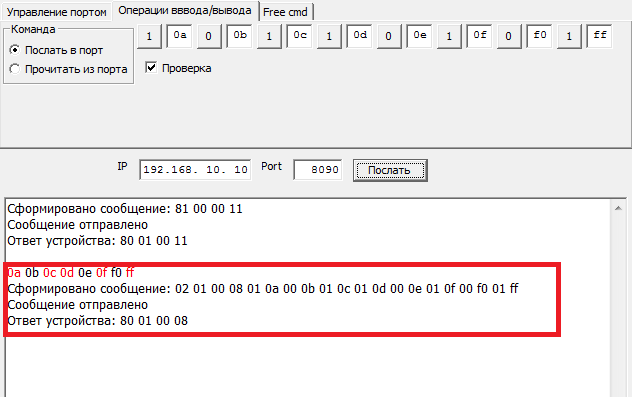 Управление портом Операции вввода/вывода Free cmd
Команда
1 0a 0 0b 1 0c 1 0d 0 0e 1 0f 0 f0 1 ff
Послать в порт
Прочитать из порта
Проверка
IP 192.168. 10. 10 Port 8090 Послать
Сформировано сообщение: 81 00 00 11
Сообщение отправлено
Ответ устройства: 80 01 00 11
0a 0b 0c 0d 0e 0f f0 ff
Сформировано сообщение: 02 01 00 08 01 0a 00 0b 01 0c 01 0d 00 0e 01 0f 00 f0 01 ff
Сообщение отправлено
Ответ устройства: 80 01 00 08